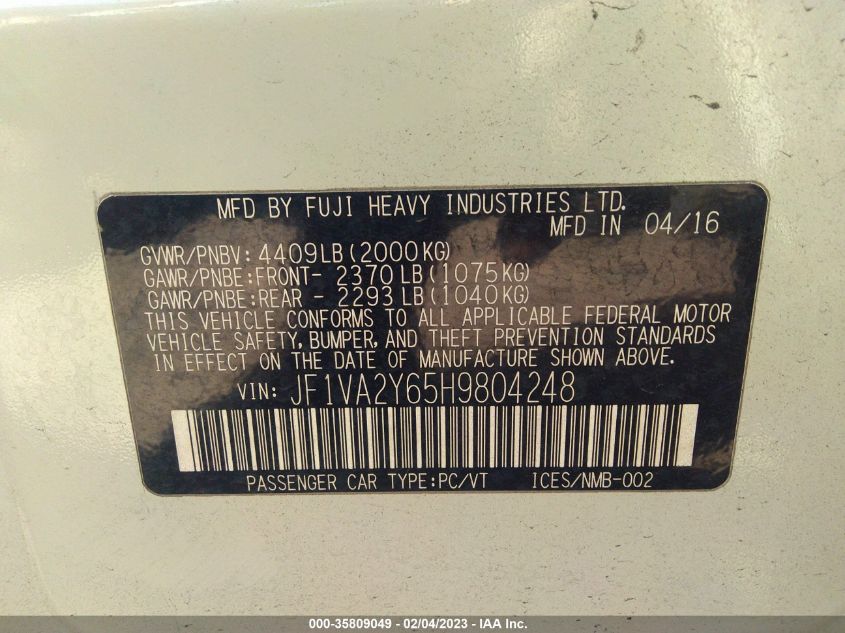 MFD BY FUJI HEAVY INDUSTRIES LTD.
MFD IN 04/16
GVWR/PNBV: 4409LB(2000KG)
GAWR/PNBE:FRONT- 2370LB(1075KG)
GAWR/PNBE:REAR - 2293LB(1040KG)
THIS VEHICLE CONFORMS TO ALL APPLICABLE FEDERAL MOTOR
VEHICLE SAFETY, BUMPER, AND THEFT PREVENTION STANDARDS
IN EFFECT ON THE DATE OF MANUFACTURE SHOWN ABOVE.
VIN: JF1VA2Y65H9804248
PASSENGER CAR TYPE:PC/VT ICES/NMB-002
000-35809049 - 02/04/2023 - IAA Inc.